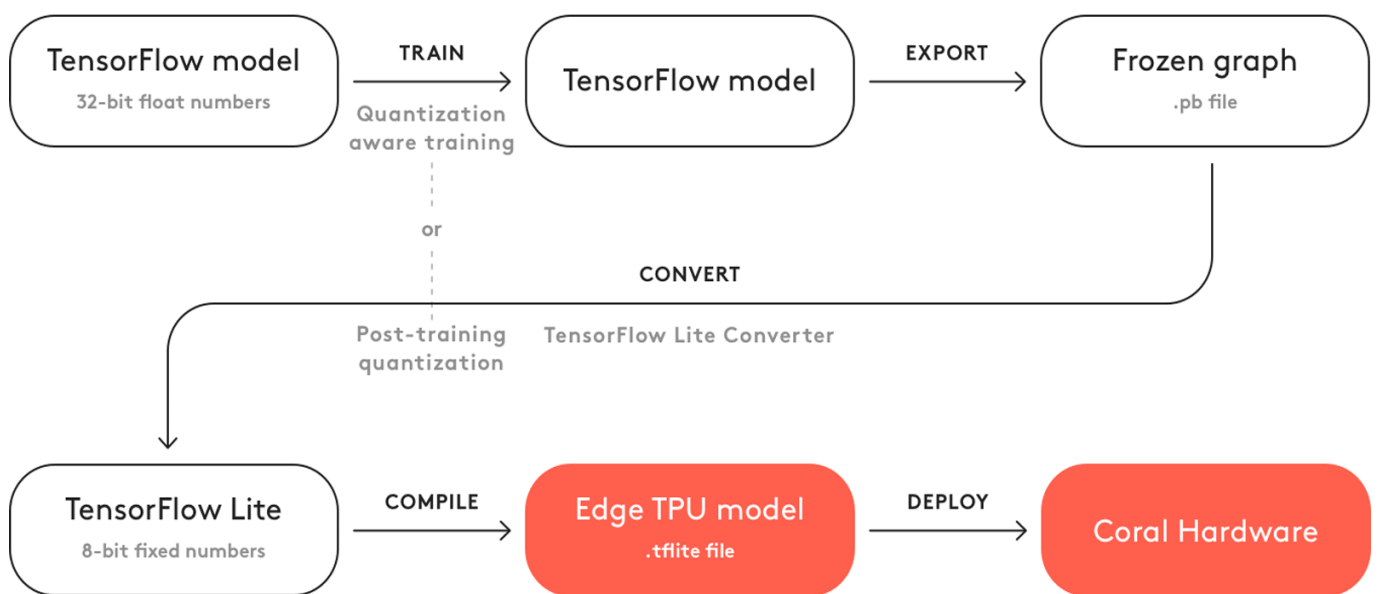 TensorFlow model
32-bit float numbers
TRAIN
Quantization
aware training
or
Post-training
quantization
TensorFlow model
EXPORT
Frozen graph
.pb file
CONVERT
TensorFlow Lite Converter
TensorFlow Lite
8-bit fixed numbers
COMPILE
Edge TPU model
.tflite file
DEPLOY
Coral Hardware